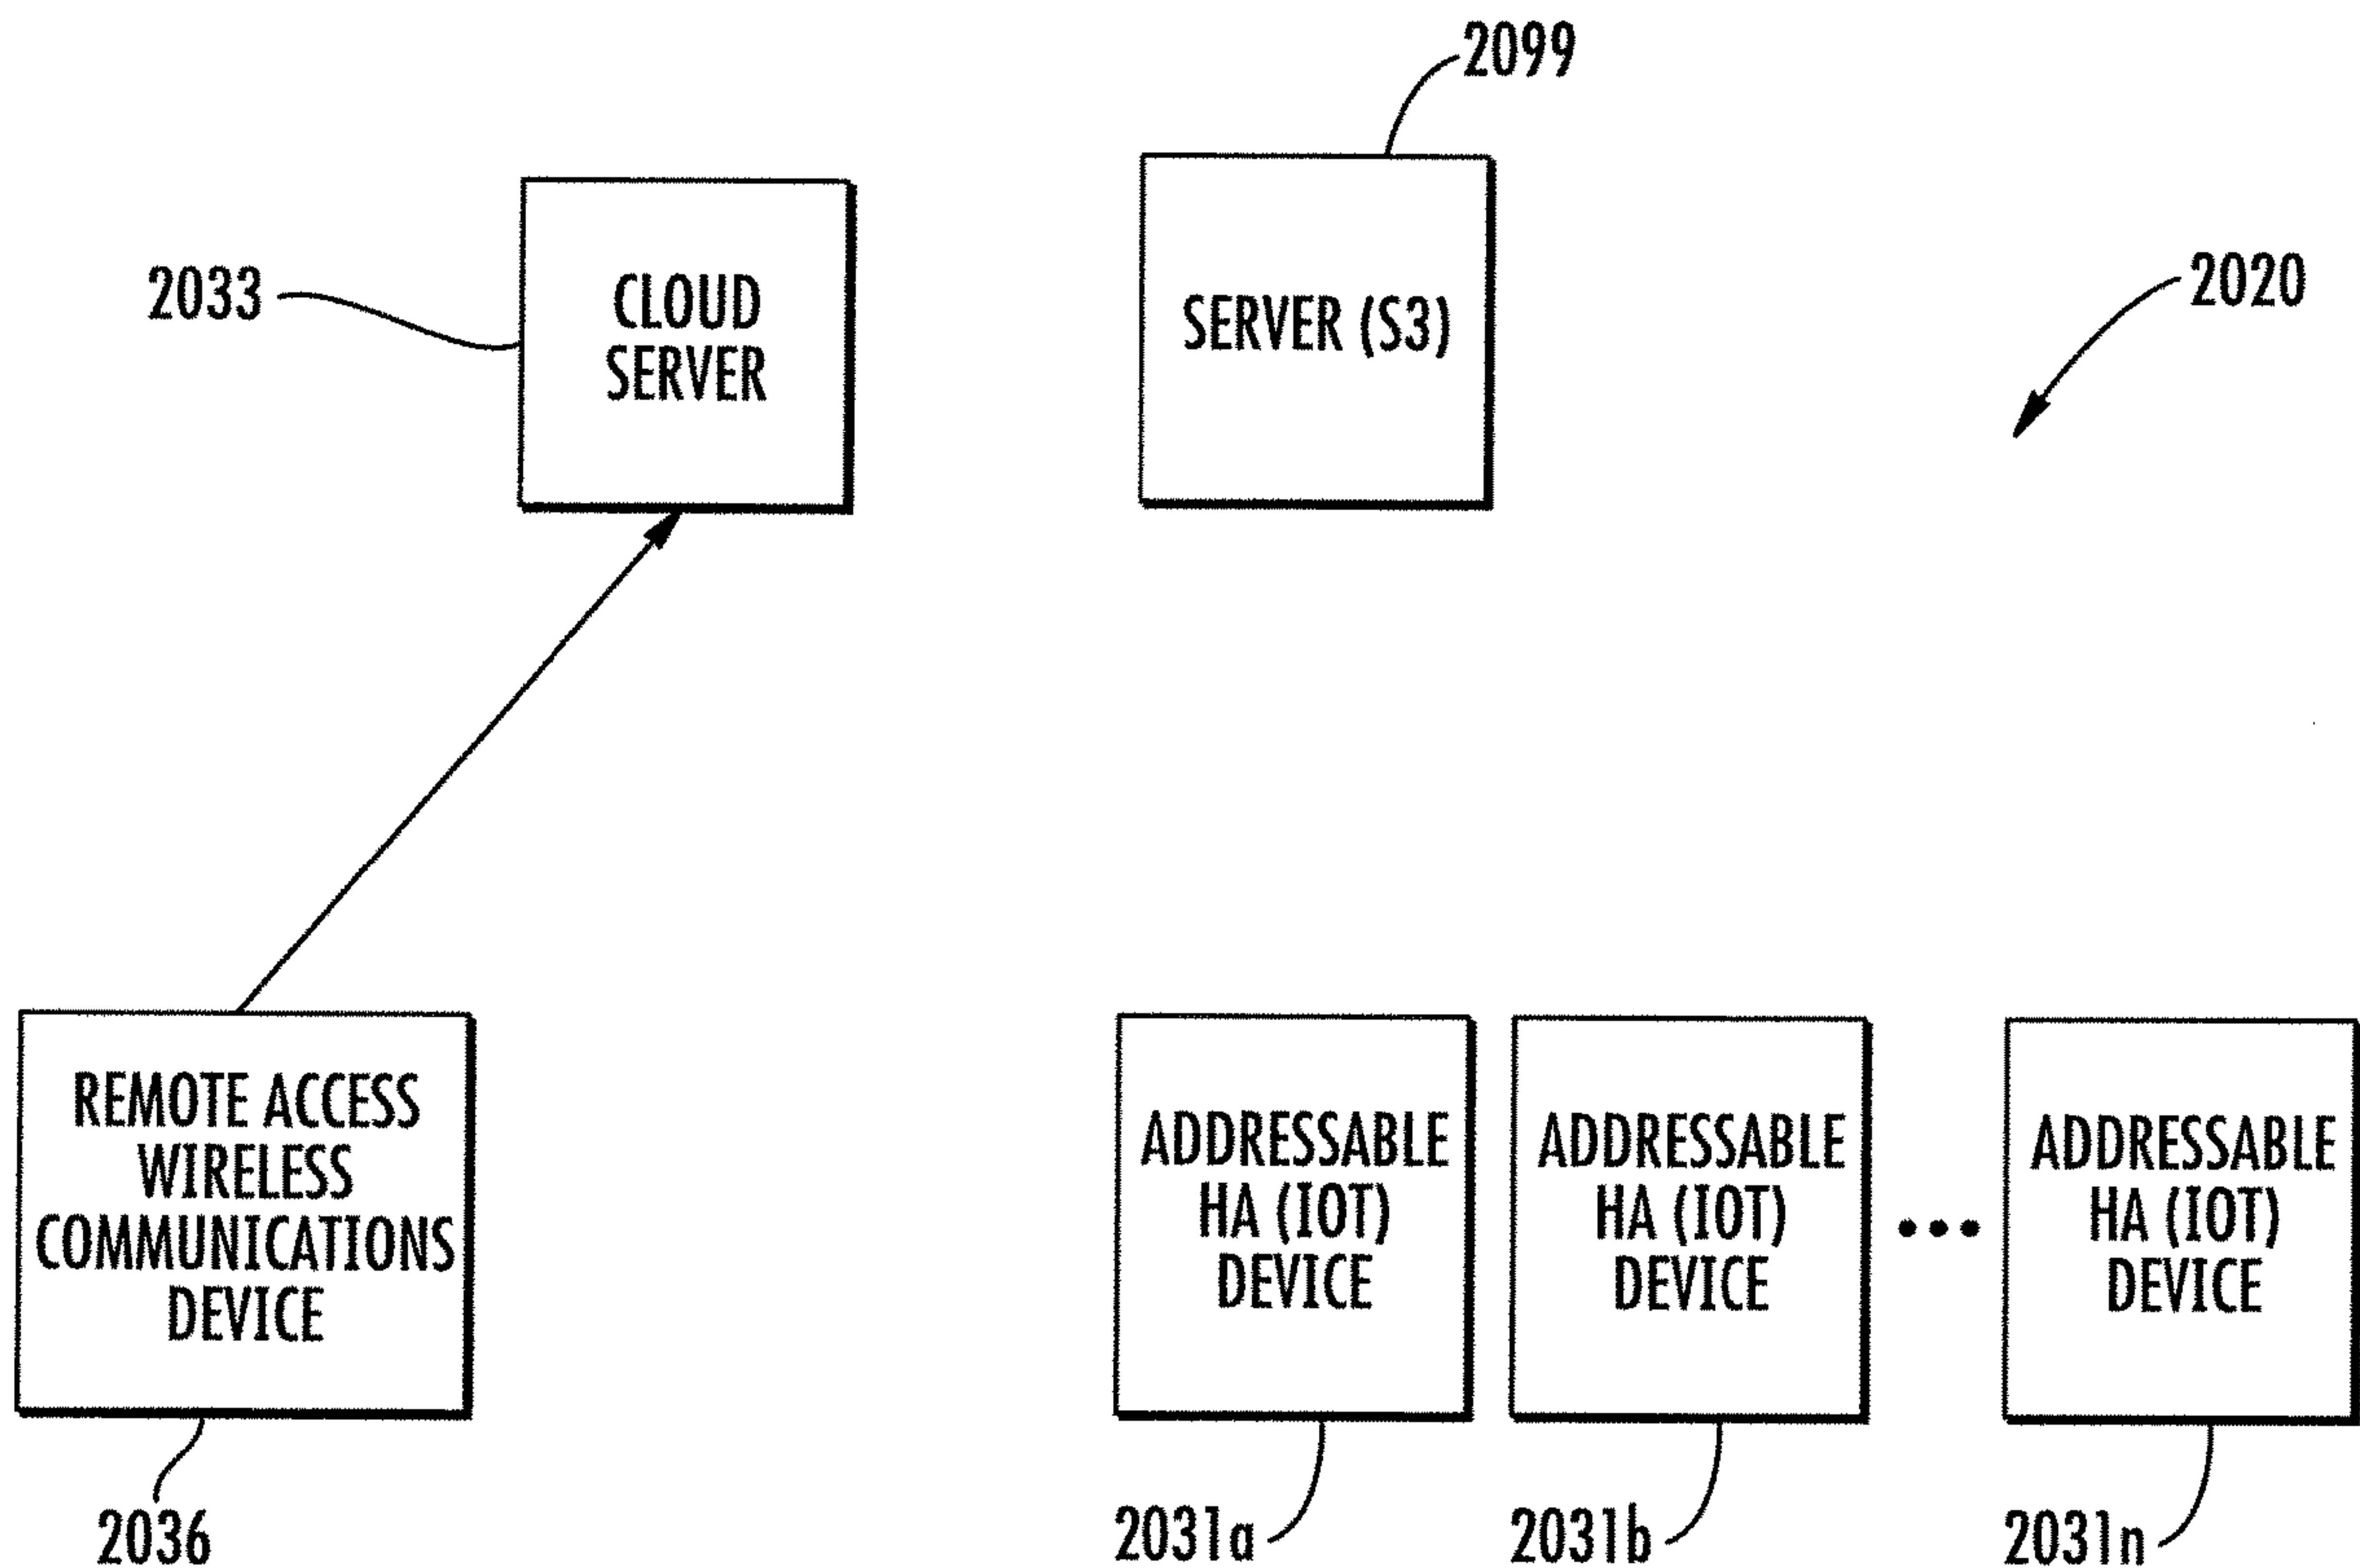 2099
2033
CLOUD
SERVER
SERVER (S3)
2020
REMOTE ACCESS
WIRELESS
COMMUNICATIONS
DEVICE
ADDRESSABLE
HA (IOT)
DEVICE
ADDRESSABLE
HA (IOT)
DEVICE
ADDRESSABLE
HA (IOT)
DEVICE
2036
2031a
2031b
2031n